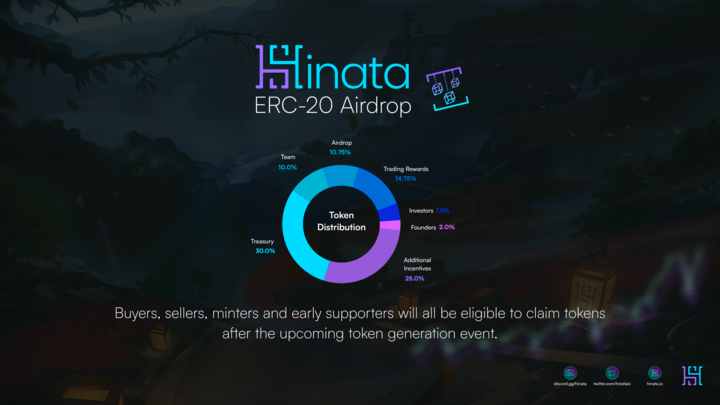 Hinata
ERC-20 Airdrop
Airdrop
10.75%
Team
10.0%
Trading Rewards
14.75%
Investors 7.5%
Founders 2.0%
Token
Distribution
Treasury
30.0%
Additional
Incentives
25.0%
Buyers, sellers, minters and early supporters will all be eligible to claim tokens
after the upcoming token generation event.
discord.gg/hinata
twitter.com/hinataio
hinata.io